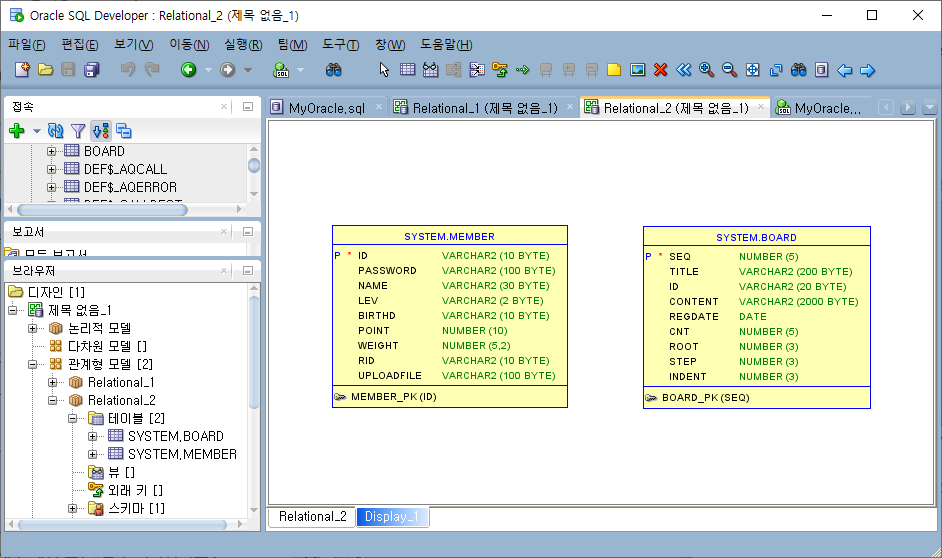 Oracle SQL Developer : Relational_2 (제목 없음_1)
파일(F) 편집(E) 보기(V) 이동(N) 실행(R) 팀(M) 도구(T) 창(W) 도움말(H)
접속
BOARD
DEF$_AQCALL
DEF$_AQERROR
보고서
모든 보고서
브라우저
디자인 [1]
제목 없음_1
논리적 모델
다차원 모델 []
관계형 모델 [2]
Relational_1
Relational_2
테이블 [2]
SYSTEM.BOARD
SYSTEM.MEMBER
뷰 []
외래 키 []
스키마 [1]
MyOracle.sql Relational_1 (제목 없음_1) Relational_2 (제목 없음_1) MyOracle,...
SYSTEM.MEMBER
P * ID VARCHAR2 (10 BYTE)
PASSWORD VARCHAR2 (100 BYTE)
NAME VARCHAR2 (30 BYTE)
LEV VARCHAR2 (2 BYTE)
BIRTHD VARCHAR2 (10 BYTE)
POINT NUMBER (10)
WEIGHT NUMBER (5.2)
RID VARCHAR2 (10 BYTE)
UPLOADFILE VARCHAR2 (100 BYTE)
MEMBER_PK (ID)
SYSTEM.BOARD
P * SEQ NUMBER (5)
TITLE VARCHAR2 (200 BYTE)
ID VARCHAR2 (20 BYTE)
CONTENT VARCHAR2 (2000 BYTE)
REGDATE DATE
CNT NUMBER (5)
ROOT NUMBER (3)
STEP NUMBER (3)
INDENT NUMBER (3)
BOARD_PK (SEQ)
Relational_2 Display_1